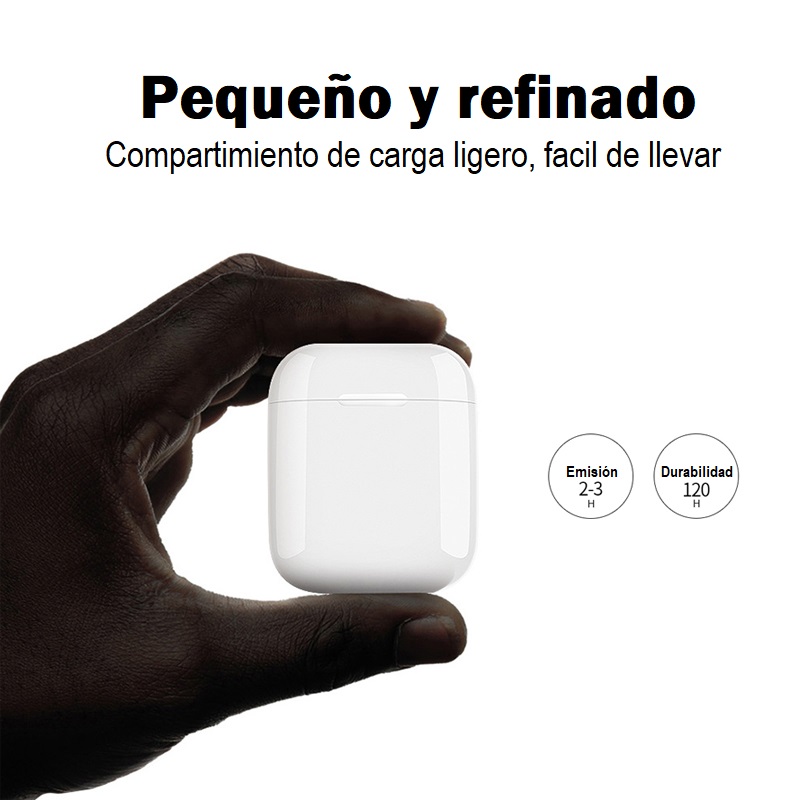 Pequeño y refinado
Compartimiento de carga ligero, facil de llevar
Emisión
2-3
H
Durabilidad
120
H